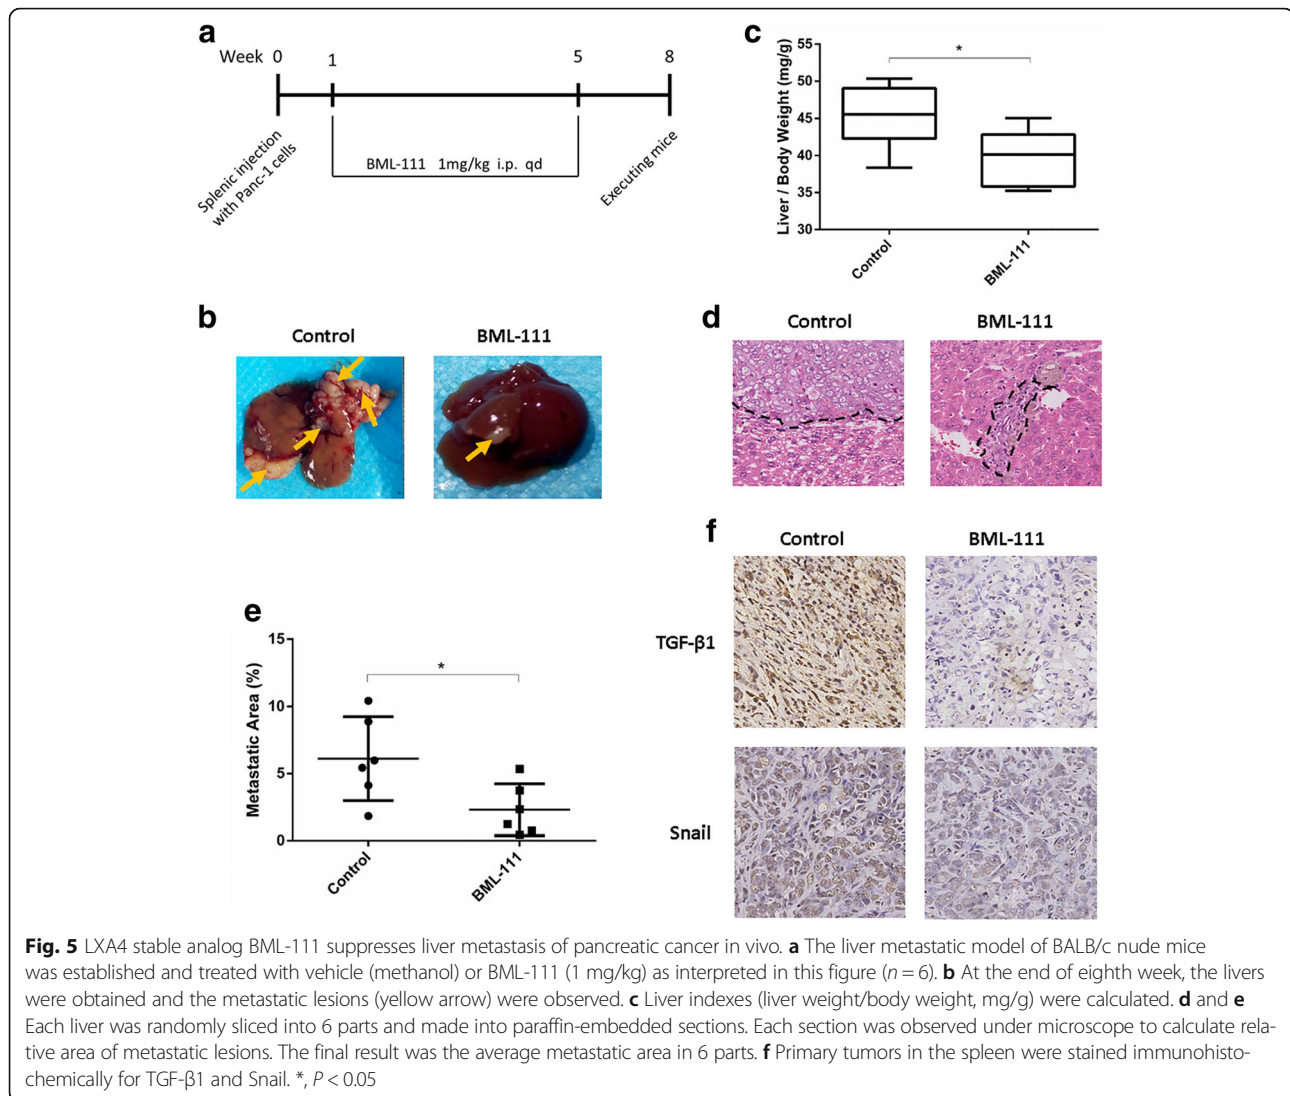 a
Week 0 1 5 8
BML-111 1mg/kg i.p. qd
Splenic injection
with Panc-1 cells
Executing mice
c
Liver / Body Weight (mg/g)
55
50
45
40
35
30
*
Control
BML-111
b
Control BML-111
d
Control BML-111
e
Metastatic Area (%)
15
10
5
0
*
Control
BML-111
f
Control BML-111
TGF-β1
Snail
Fig. 5 LXA4 stable analog BML-111 suppresses liver metastasis of pancreatic cancer in vivo. a The liver metastatic model of BALB/c nude mice
was established and treated with vehicle (methanol) or BML-111 (1 mg/kg) as interpreted in this figure (n = 6). b At the end of eighth week, the livers
were obtained and the metastatic lesions (yellow arrow) were observed. c Liver indexes (liver weight/body weight, mg/g) were calculated. d and e
Each liver was randomly sliced into 6 parts and made into paraffin-embedded sections. Each section was observed under microscope to calculate rela-
tive area of metastatic lesions. The final result was the average metastatic area in 6 parts. f Primary tumors in the spleen were stained immunohisto-
chemically for TGF-β1 and Snail. *, P < 0.05